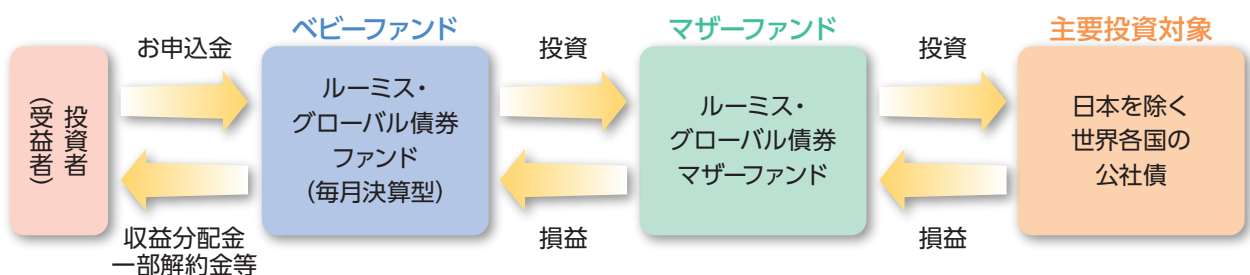 投資者
(受益者)
お申込金
収益分配金
一部解約金等
ベビーファンド
ルーミス・
グローバル債券
ファンド
(毎月決算型)
投資
損益
マザーファンド
ルーミス・
グローバル債券
マザーファンド
投資
損益
主要投資対象
日本を除く
世界各国の
公社債